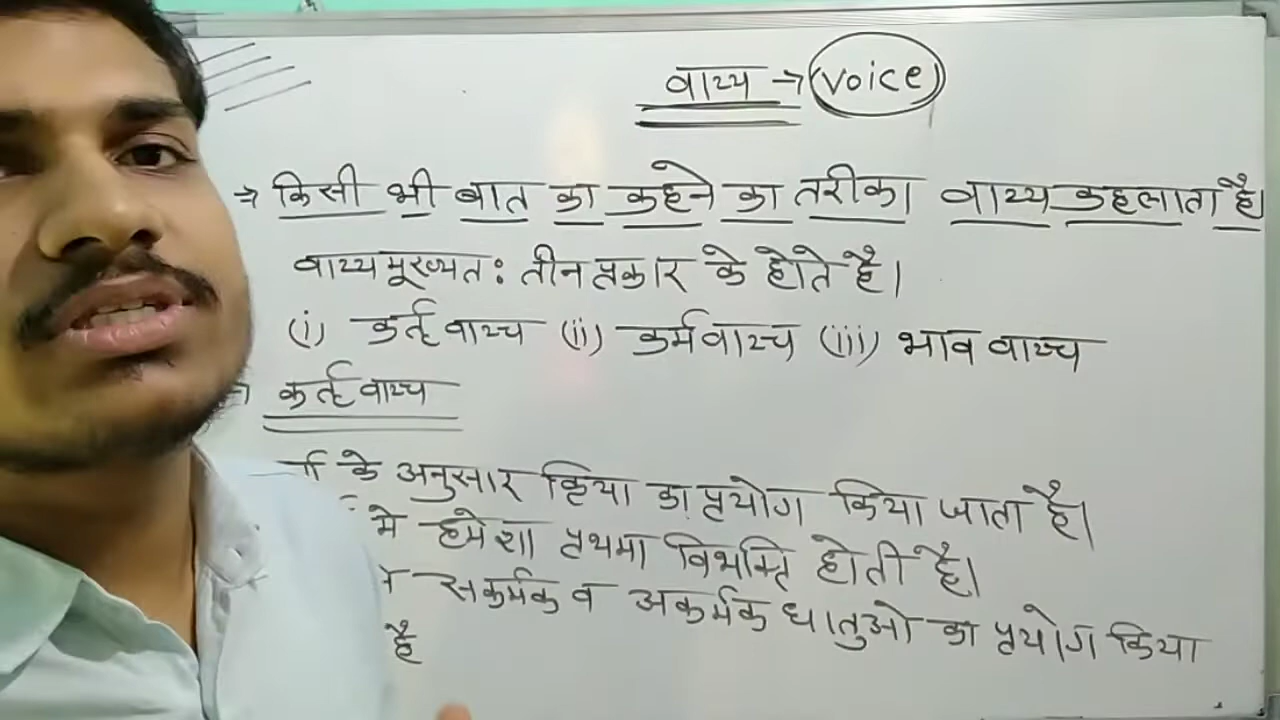 वाच्य → voice
→ किसी भी बात का कहने का तरीका वाच्य कहलाता है।
वाच्य मूख्यत: तीन प्रकार के होते है।
(i) कर्तृवाच्य (ii) कर्मवाच्य (iii) भाव वाच्य
कर्तृवाच्य
के अनुसार क्रिया का प्रयोग किया जाता है।
मे हमेशा प्रथमा विभक्ति होती है।
सकर्मक व अकर्मक धातुओ का प्रयोग किया
है